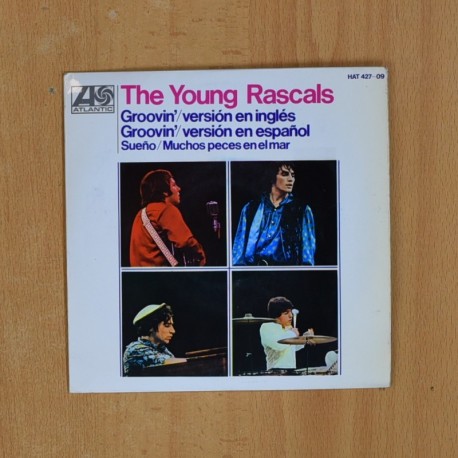 HAT 427-09
ATLANTIC
The Young Rascals
Groovin'/versión en inglés
Groovin'/versión en español
Sueño/Muchos peces en el mar